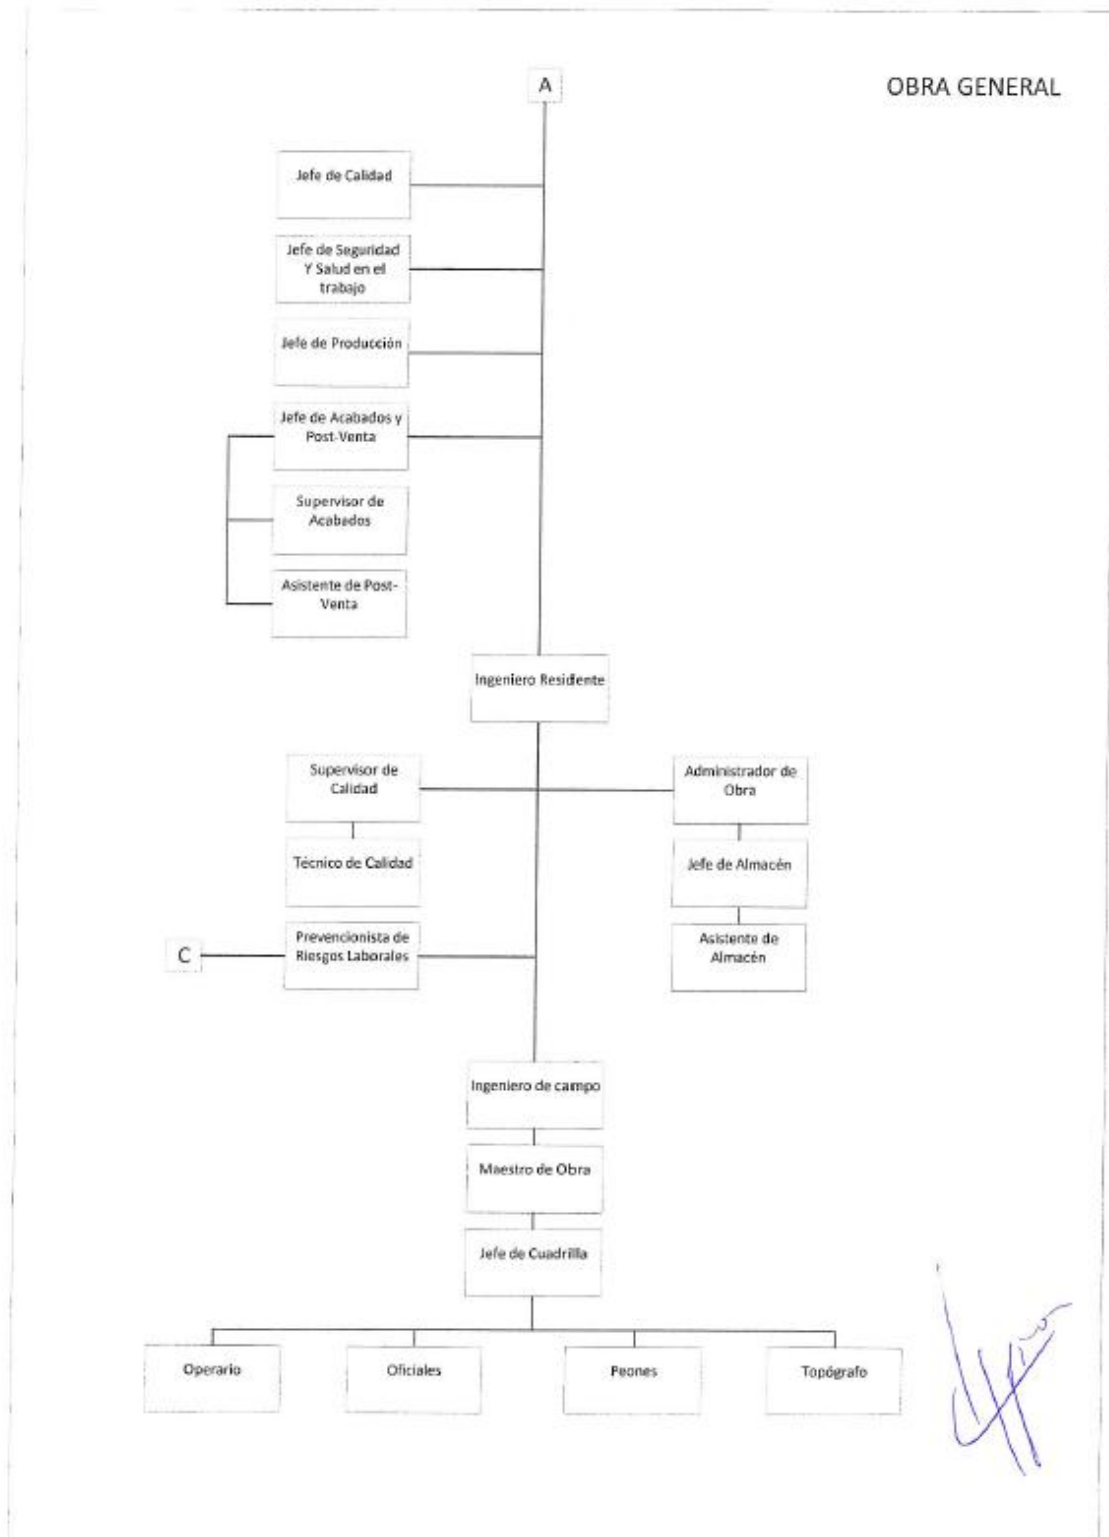 A
OBRA GENERAL
Jefe de Calidad
Jefe de Seguridad
Y Salud en el
trabajo
Jefe de Producción
Jefe de Acabados y
Post-Venta
Supervisor de
Acabados
Asistente de Post-
Venta
Ingeniero Residente
Supervisor de
Calidad
Administrador de
Obra
Técnico de Calidad
Jefe de Almacén
C
Prevencionista de
Riesgos Laborales
Asistente de
Almacén
Ingeniero de campo
Maestro de Obra
Jefe de Cuadrilla
Operario
Oficiales
Peones
Topógrafo